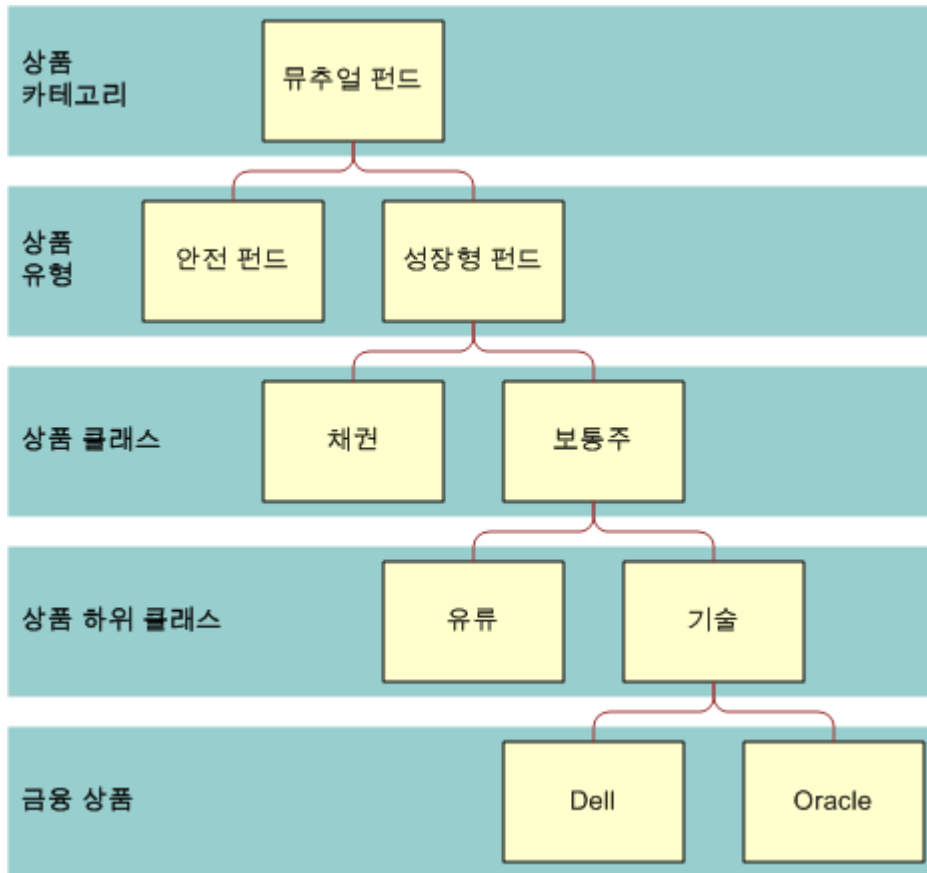 상품
카테고리
뮤추얼 펀드
상품
유형
안전 펀드
성장형 펀드
상품 클래스
채권
보통주
상품 하위 클래스
유류
기술
금융 상품
Dell
Oracle